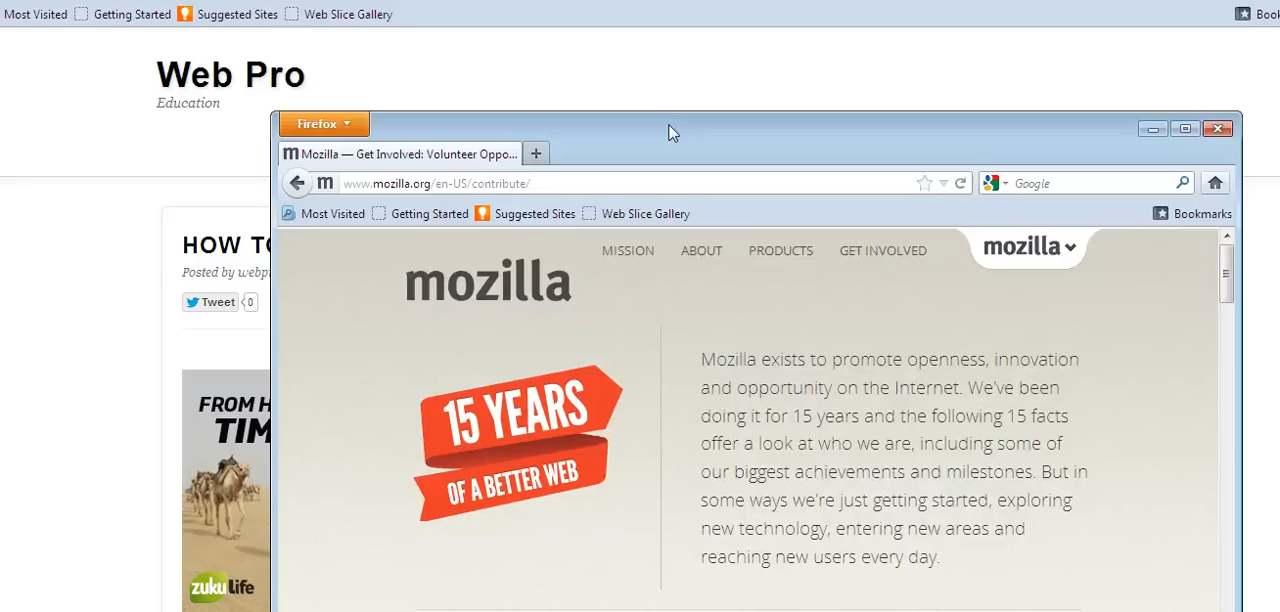 Most Visited Getting Started Suggested Sites Web Slice Gallery
Web Pro
Education
Firefox
m Mozilla — Get Involved: Volunteer Oppo... +
m www.mozilla.org/en-US/contribute/ Google
Most Visited Getting Started Suggested Sites Web Slice Gallery Bookmarks
MISSION ABOUT PRODUCTS GET INVOLVED mozilla
mozilla
15 YEARS
OF A BETTER WEB
Mozilla exists to promote openness, innovation
and opportunity on the Internet. We've been
doing it for 15 years and the following 15 facts
offer a look at who we are, including some of
our biggest achievements and milestones. But in
some ways we're just getting started, exploring
new technology, entering new areas and
reaching new users every day.
HOW
Posted by
Tweet 0
FROM
zuku life